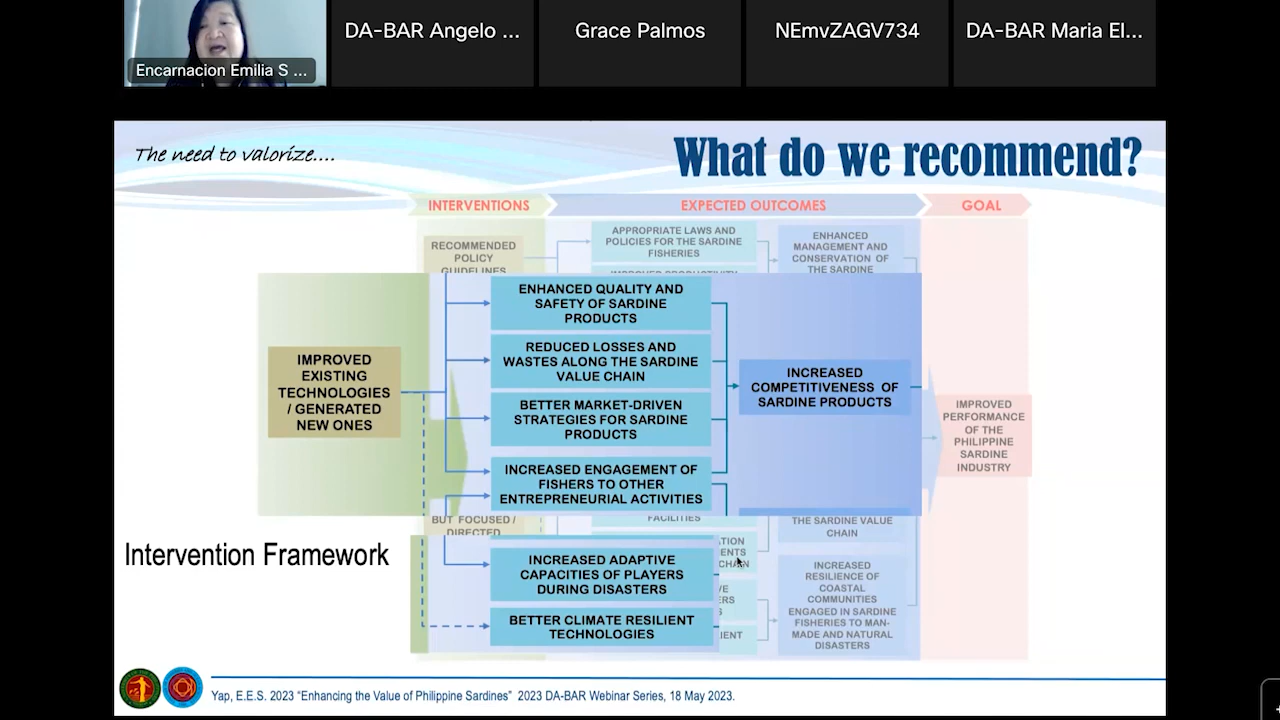 Encarnacion Emilia S ...
DA-BAR Angelo ...
Grace Palmos
NEmvZAGV734
DA-BAR Maria El...
The need to valorize....
What do we recommend?
INTERVENTIONS
EXPECTED OUTCOMES
GOAL
RECOMMENDED
POLICY
GUIDELINES
APPROPRIATE LAWS AND
POLICIES FOR THE SARDINE
FISHERIES
IMPROVED PRODUCTIVITY
ENHANCED
MANAGEMENT AND
CONSERVATION OF
THE SARDINE
IMPROVED
EXISTING
TECHNOLOGIES
/ GENERATED
NEW ONES
ENHANCED QUALITY AND
SAFETY OF SARDINE
PRODUCTS
REDUCED LOSSES AND
WASTES ALONG THE SARDINE
VALUE CHAIN
BETTER MARKET-DRIVEN
STRATEGIES FOR SARDINE
PRODUCTS
INCREASED ENGAGEMENT OF
FISHERS TO OTHER
ENTREPRENEURIAL ACTIVITIES
INCREASED
COMPETITIVENESS OF
SARDINE PRODUCTS
IMPROVED
PERFORMANCE
OF THE
PHILIPPINE
SARDINE
INDUSTRY
BUT FOCUSED /
DIRECTED
FACILITIES
THE SARDINE VALUE
CHAIN
Intervention Framework
INCREASED ADAPTIVE
CAPACITIES OF PLAYERS
DURING DISASTERS
BETTER CLIMATE RESILIENT
TECHNOLOGIES
INCREASED
RESILIENCE OF
COASTAL
COMMUNITIES
ENGAGED IN SARDINE
FISHERIES TO MAN-
MADE AND NATURAL
DISASTERS
Yap, E.E.S. 2023 "Enhancing the Value of Philippine Sardines" 2023 DA-BAR Webinar Series, 18 May 2023.